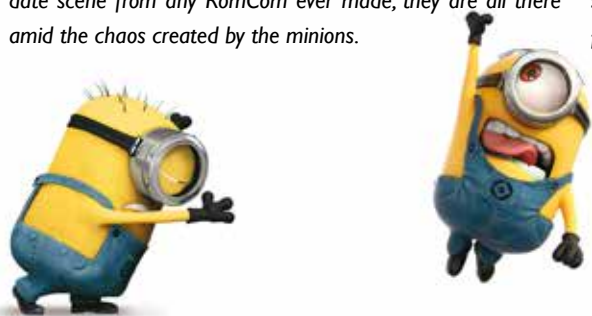 date scene from any RomCom ever made, they are all there
amid the chaos created by the minions.